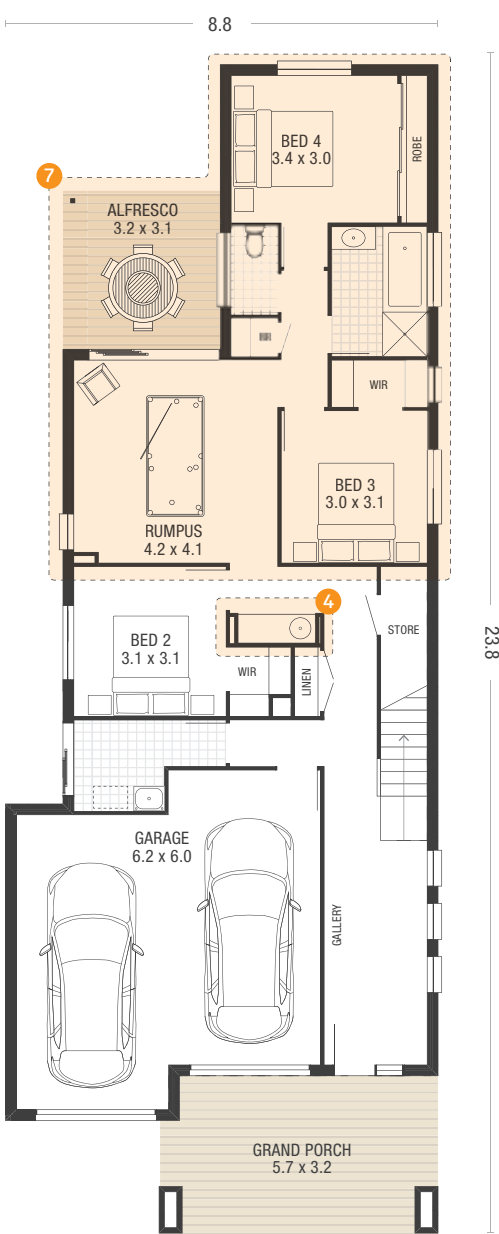 8.8
BED 4
3.4 x 3.0
ROBE
7
ALFRESCO
3.2 x 3.1
WIR
BED 3
3.0 x 3.1
RUMPUS
4.2 x 4.1
4
STORE
BED 2
3.1 x 3.1
23.8
WIR
LINEN
GARAGE
6.2 x 6.0
GALLERY
GRAND PORCH
5.7 x 3.2